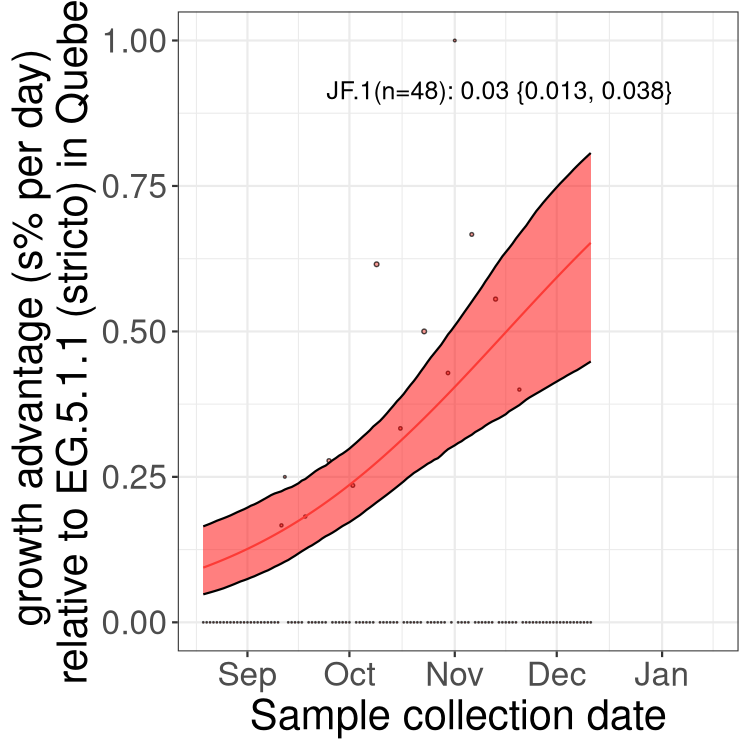 growth advantage (s% per day)
relative to EG.5.1.1 (stricto) in Quebe
1.00
0.75
0.50
0.25
0.00
JF.1(n=48): 0.03 {0.013, 0.038}
Sep Oct Nov Dec Jan
Sample collection date